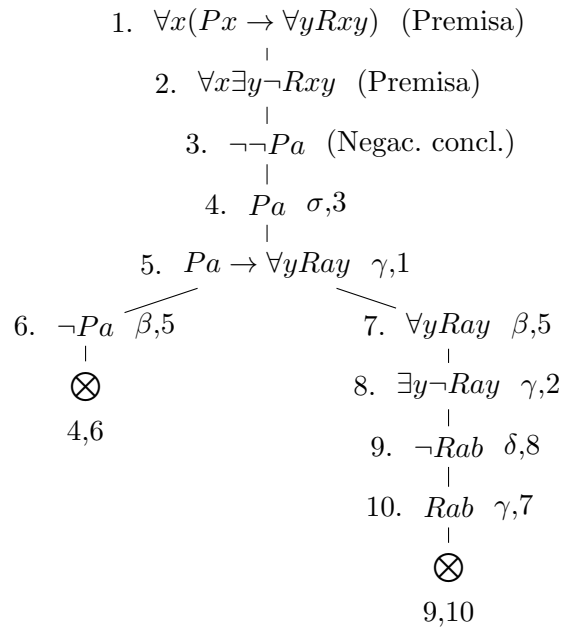 1. ∀x(Px → ∀yRxy) (Premisa)
2. ∀x∃y¬Rxy (Premisa)
3. ¬¬Pa (Negac. concl.)
4. Pa σ,3
5. Pa → ∀yRay γ,1
6. ¬Pa β,5
⊗
4,6
7. ∀yRay β,5
8. ∃y¬Ray γ,2
9. ¬Rab δ,8
10. Rab γ,7
⊗
9,10